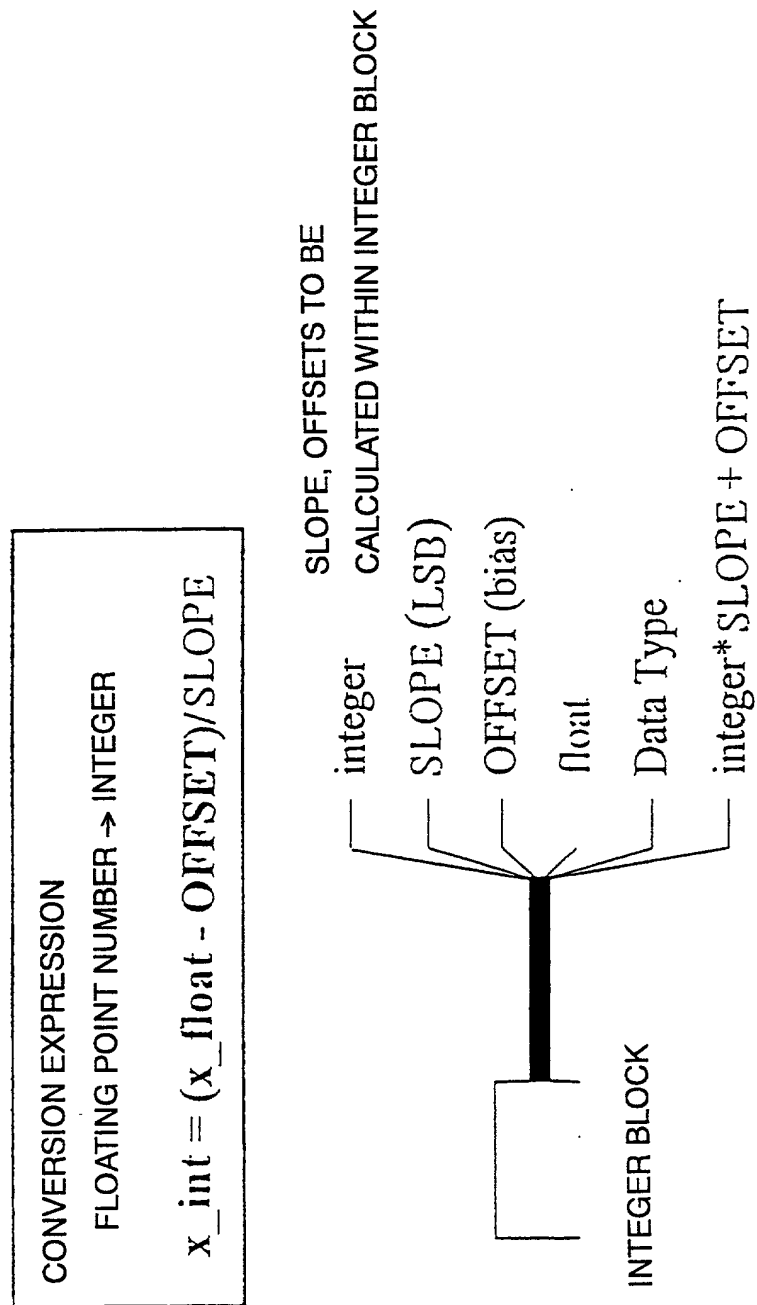 CONVERSION EXPRESSION
FLOATING POINT NUMBER → INTEGER
x_int = (x_float - OFFSET)/SLOPE
SLOPE, OFFSETS TO BE
CALCULATED WITHIN INTEGER BLOCK
integer
SLOPE (LSB)
OFFSET (bias)
float
Data Type
integer*SLOPE + OFFSET
INTEGER BLOCK